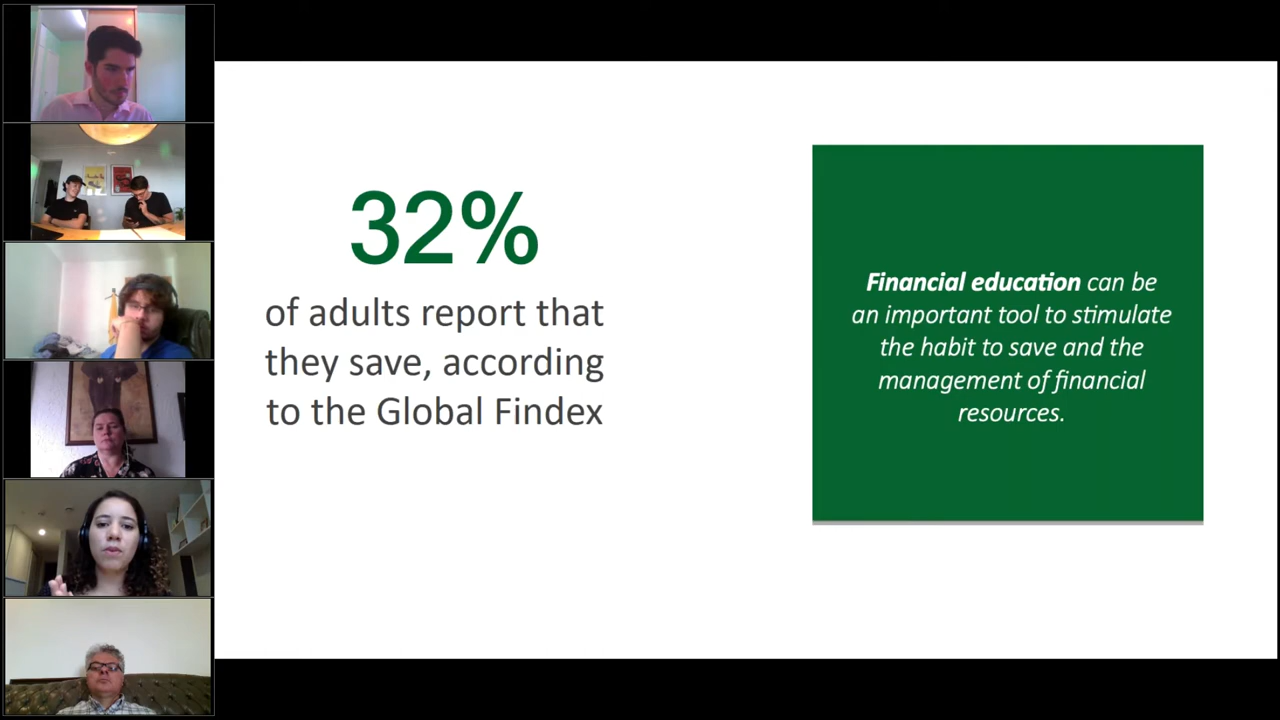 32%
of adults report that
they save, according
to the Global Findex
Financial education can be
an important tool to stimulate
the habit to save and the
management of financial
resources.